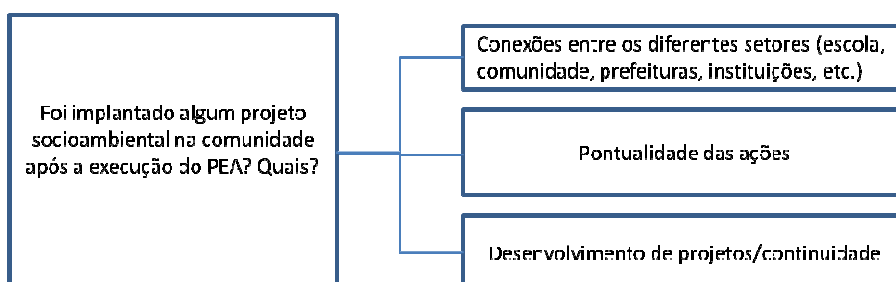 Foi implantado algum projeto
socioambiental na comunidade
após a execução do PEA? Quais?
Conexões entre os diferentes setores (escola,
comunidade, prefeituras, instituições, etc.)
Pontualidade das ações
Desenvolvimento de projetos/continuidade